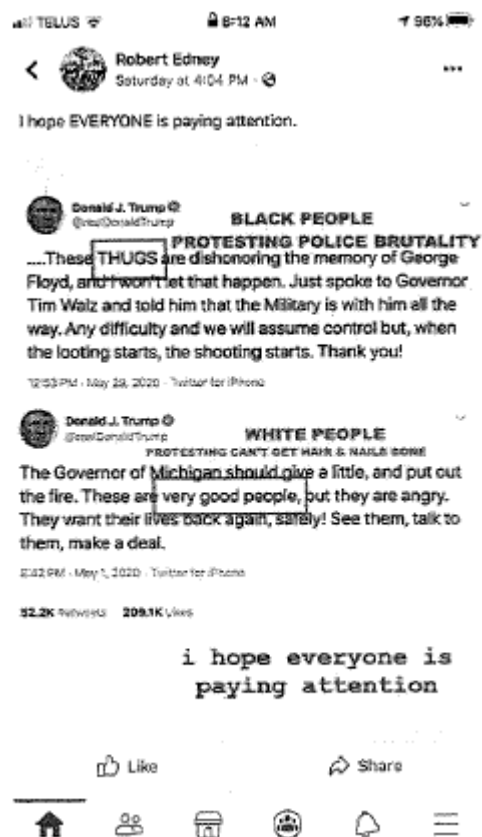 TELUS 8:12 AM 96%
Robert Edney
Saturday at 4:04 PM ·
I hope EVERYONE is paying attention.
Donald J. Trump
@realDonaldTrump
BLACK PEOPLE
PROTESTING POLICE BRUTALITY
....These THUGS are dishonoring the memory of George
Floyd, and I won't let that happen. Just spoke to Governor
Tim Walz and told him that the Military is with him all the
way. Any difficulty and we will assume control but, when
the looting starts, the shooting starts. Thank you!
12:53 PM · May 29, 2020 · Twitter for iPhone
Donald J. Trump
@realDonaldTrump
WHITE PEOPLE
PROTESTING CAN'T GET HAIR & NAILS DONE
The Governor of Michigan should give a little, and put out
the fire. These are very good people, but they are angry.
They want their lives back again, safely! See them, talk to
them, make a deal.
8:42 PM · May 1, 2020 · Twitter for iPhone
52.2K Retweets 209.1K Likes
i hope everyone is
paying attention
Like Share